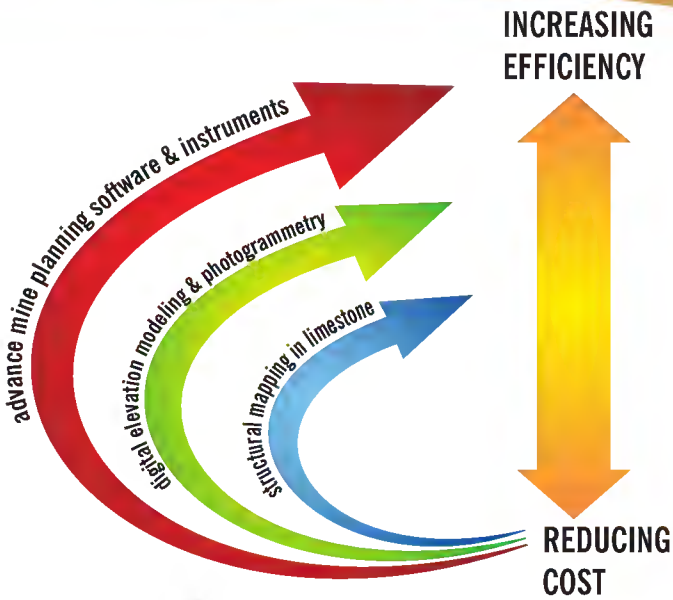 INCREASING
EFFICIENCY
advance mine planning software & instruments
digital elevation modeling & photogrammetry
structural mapping in limestone
REDUCING
COST